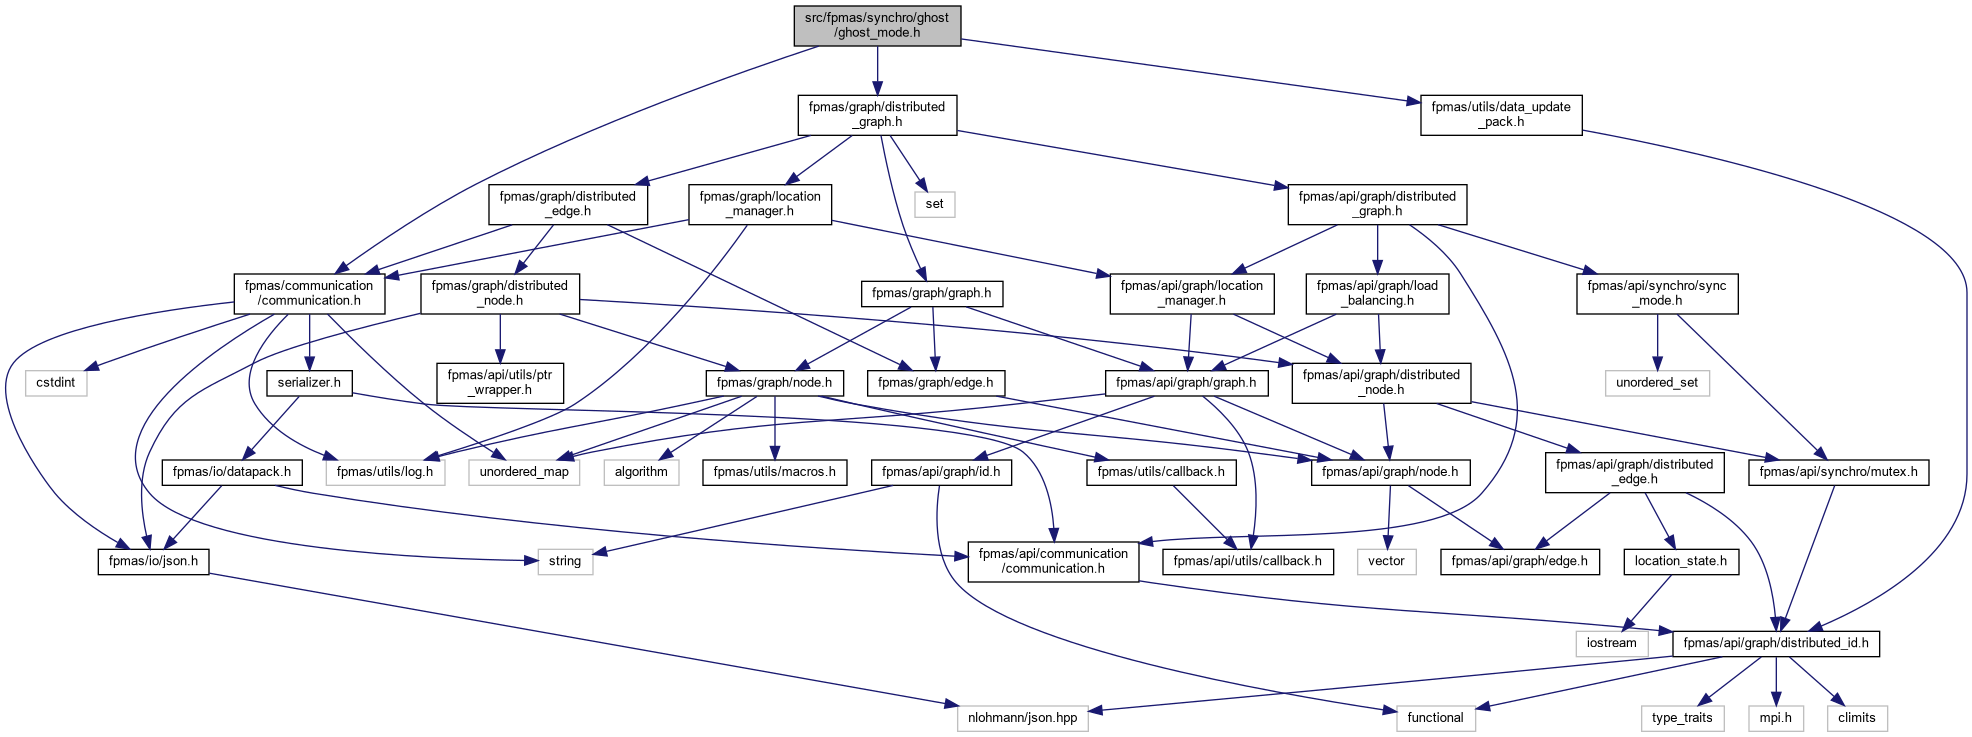 src/fpmas/synchro/ghost
/ghost_mode.h
fpmas/graph/distributed
_graph.h
fpmas/utils/data_update
_pack.h
fpmas/graph/distributed
_edge.h
fpmas/graph/location
_manager.h
set
fpmas/api/graph/distributed
_graph.h
fpmas/communication
/communication.h
fpmas/graph/distributed
_node.h
fpmas/graph/graph.h
fpmas/api/graph/location
_manager.h
fpmas/api/graph/load
_balancing.h
fpmas/api/synchro/sync
_mode.h
cstdint
serializer.h
fpmas/api/utils/ptr
_wrapper.h
fpmas/graph/node.h
fpmas/graph/edge.h
fpmas/api/graph/graph.h
fpmas/api/graph/distributed
_node.h
unordered_set
fpmas/io/datapack.h
fpmas/utils/log.h
unordered_map
algorithm
fpmas/utils/macros.h
fpmas/api/graph/id.h
fpmas/utils/callback.h
fpmas/api/graph/node.h
fpmas/api/graph/distributed
_edge.h
fpmas/api/synchro/mutex.h
fpmas/io/json.h
string
fpmas/api/communication
/communication.h
fpmas/api/utils/callback.h
vector
fpmas/api/graph/edge.h
location_state.h
iostream
fpmas/api/graph/distributed_id.h
nlohmann/json.hpp
functional
type_traits
mpi.h
climits